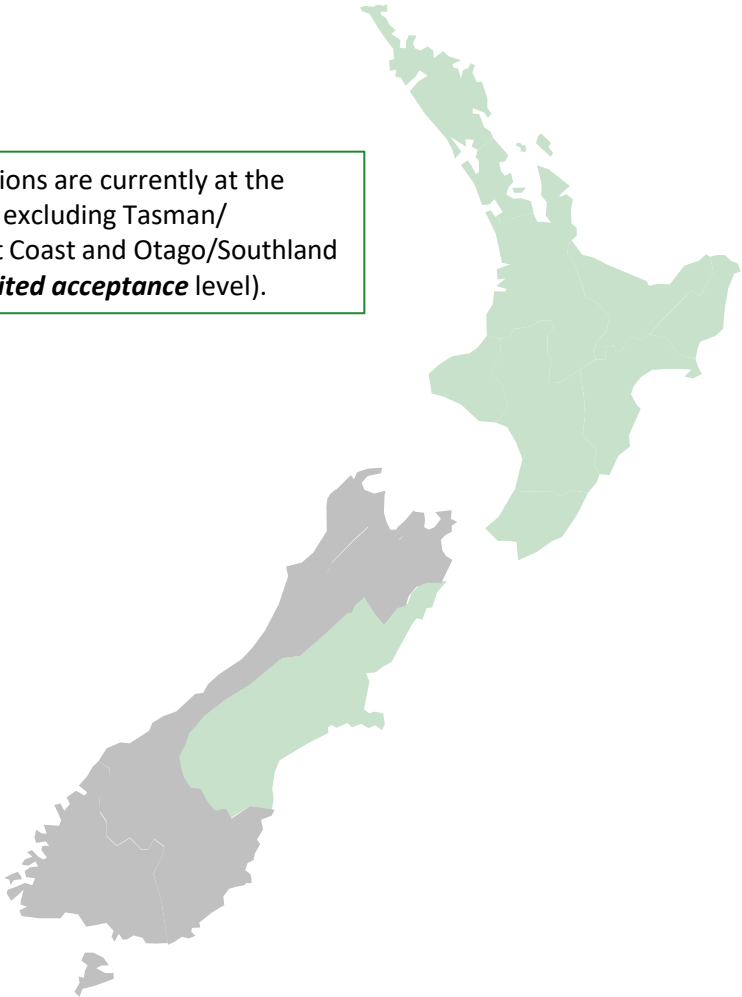 ions are currently at the
excluding Tasman/
t Coast and Otago/Southland
ited acceptance level).